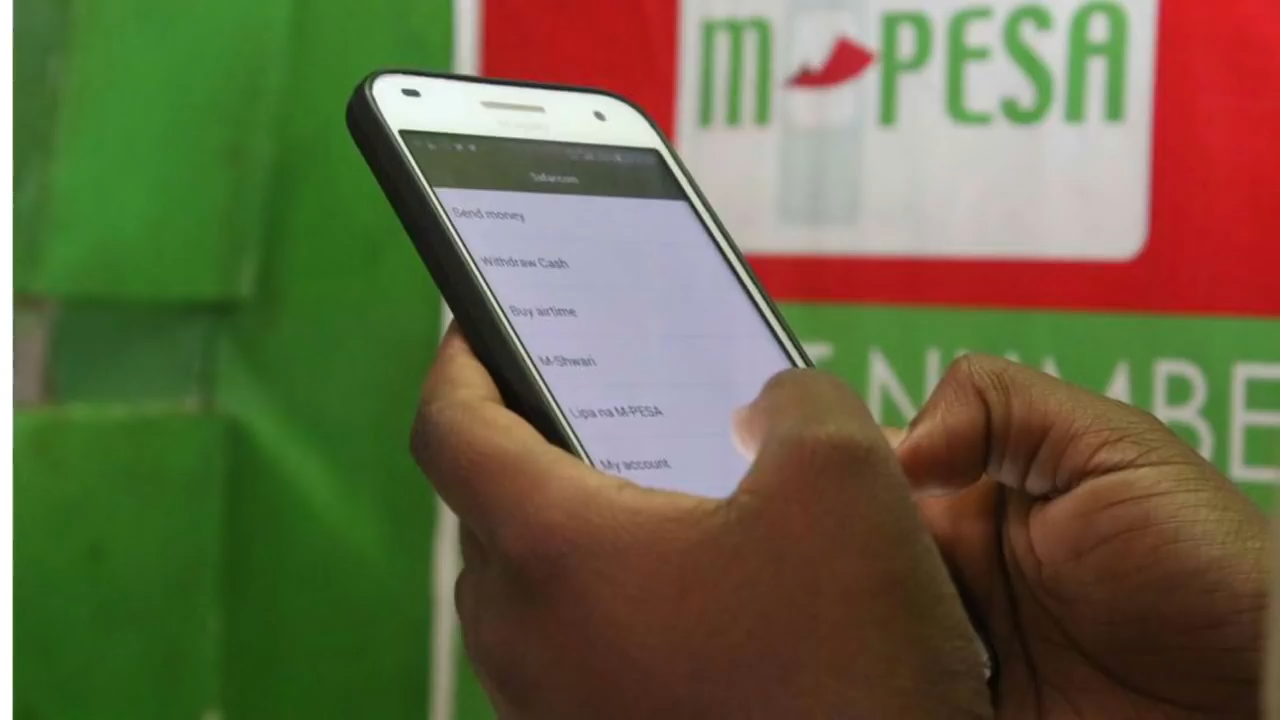 m PESA
Safaricom
Send money
Withdraw Cash
Buy airtime
M-Shwari
Lipa na M-PESA
My account